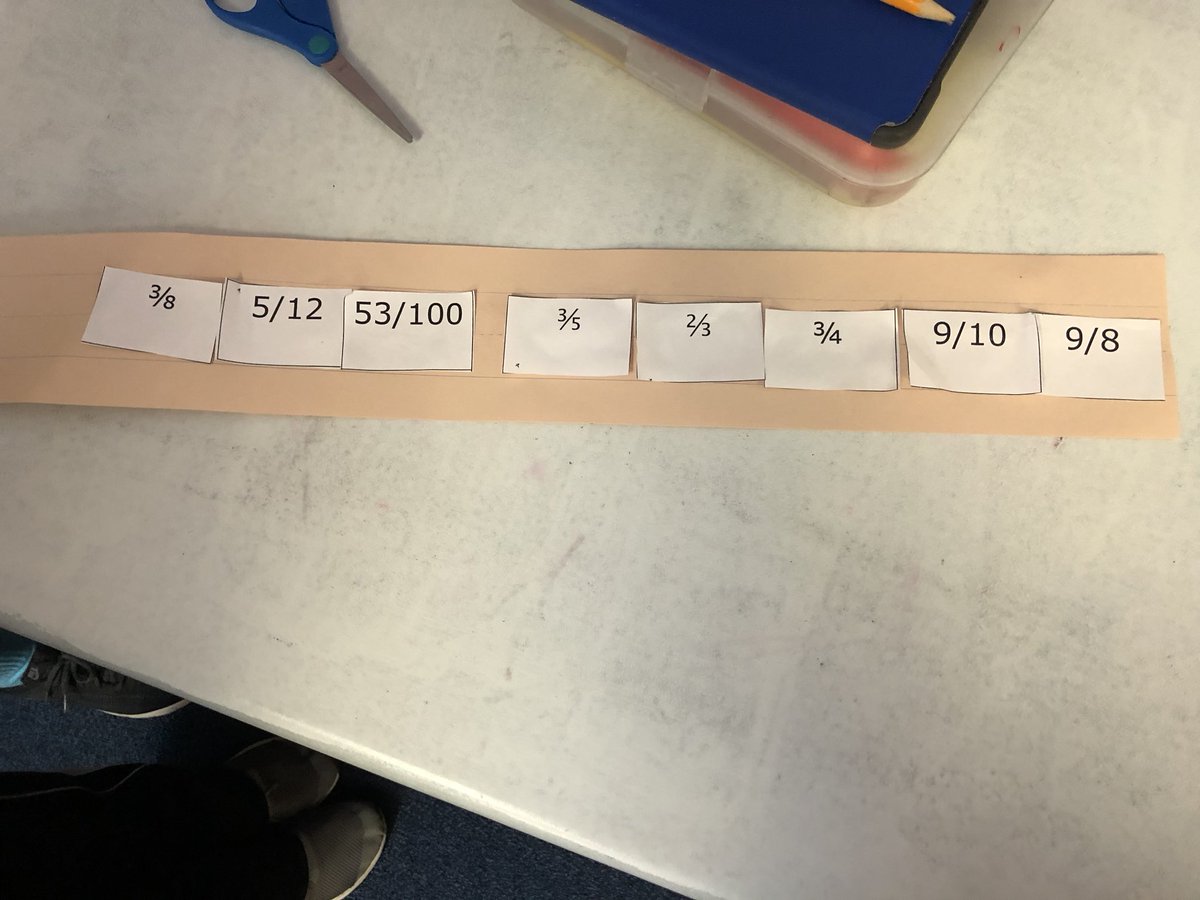 ⅜ 5/12 53/100 ⅗ ⅔ ¾ 9/10 9/8